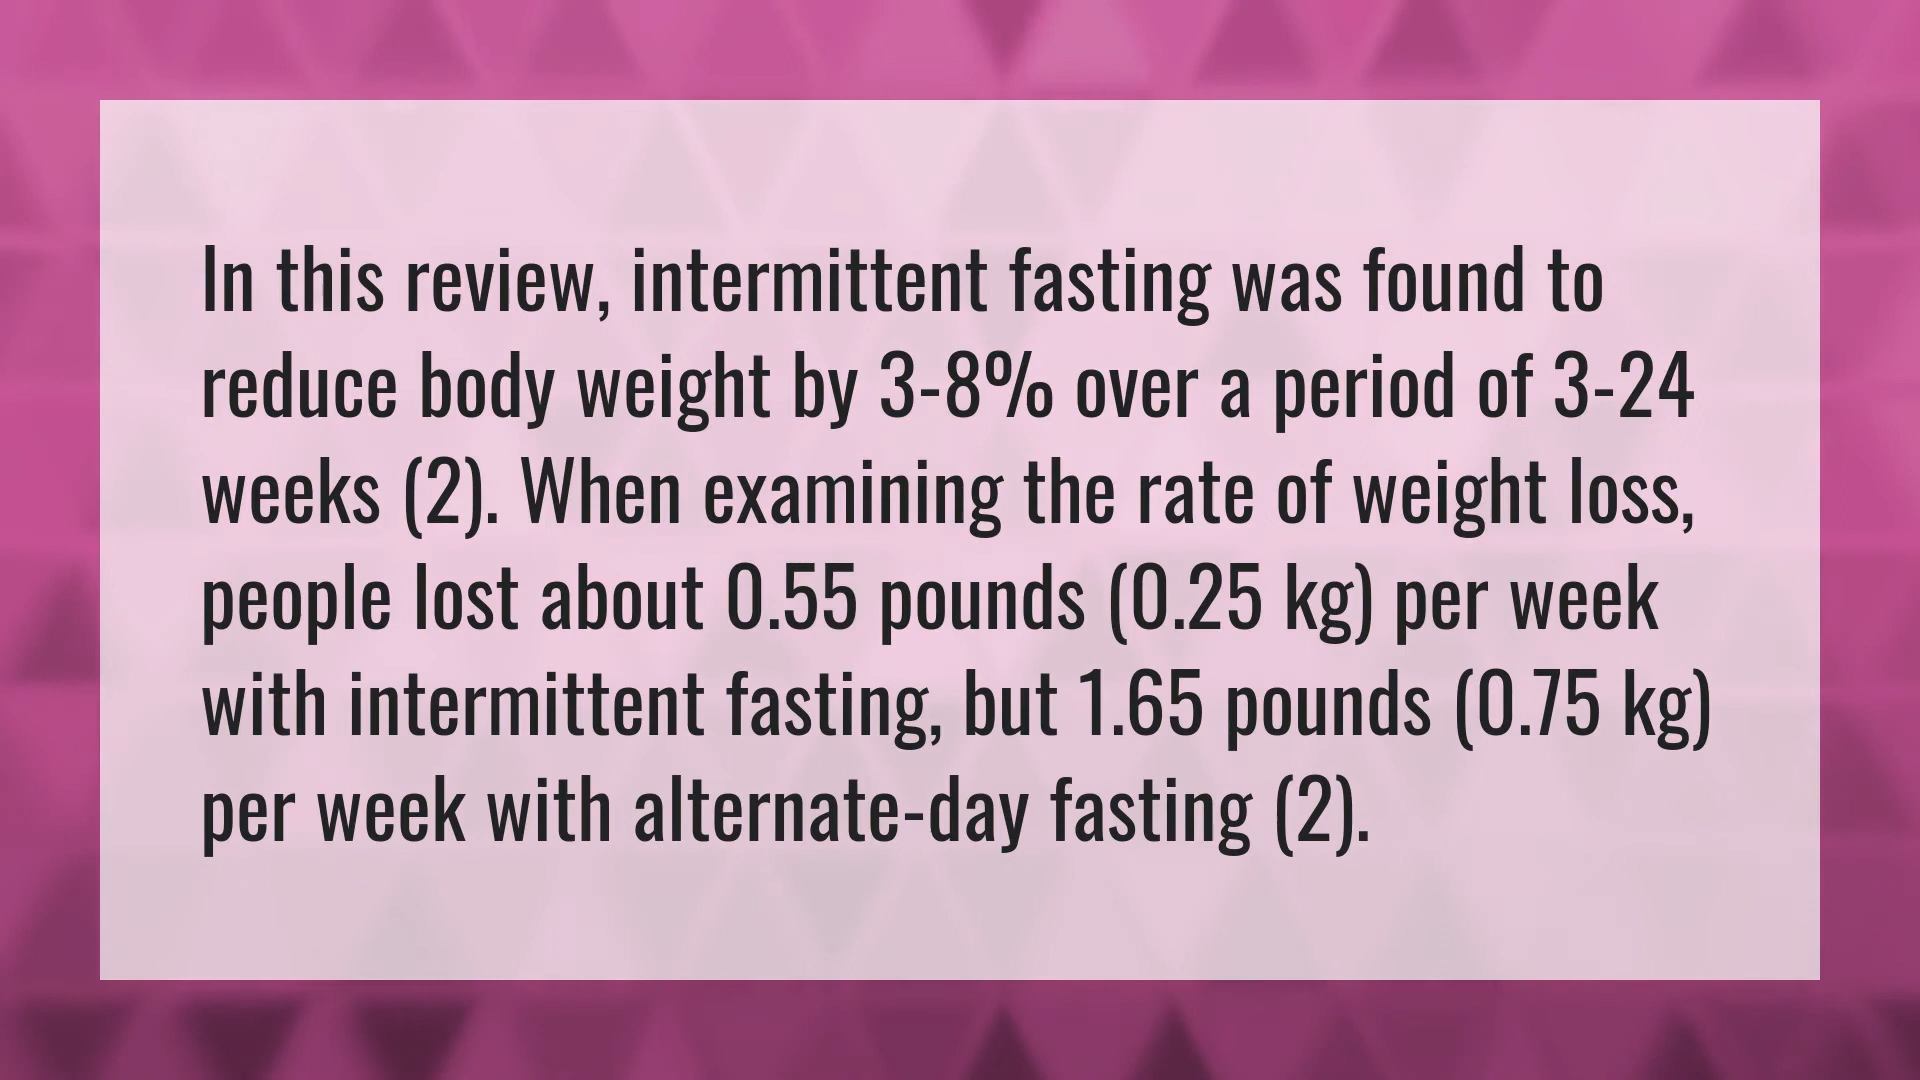 In this review, intermittent fasting was found to
reduce body weight by 3-8% over a period of 3-24
weeks (2). When examining the rate of weight loss,
people lost about 0.55 pounds (0.25 kg) per week
with intermittent fasting, but 1.65 pounds (0.75 kg)
per week with alternate-day fasting (2).